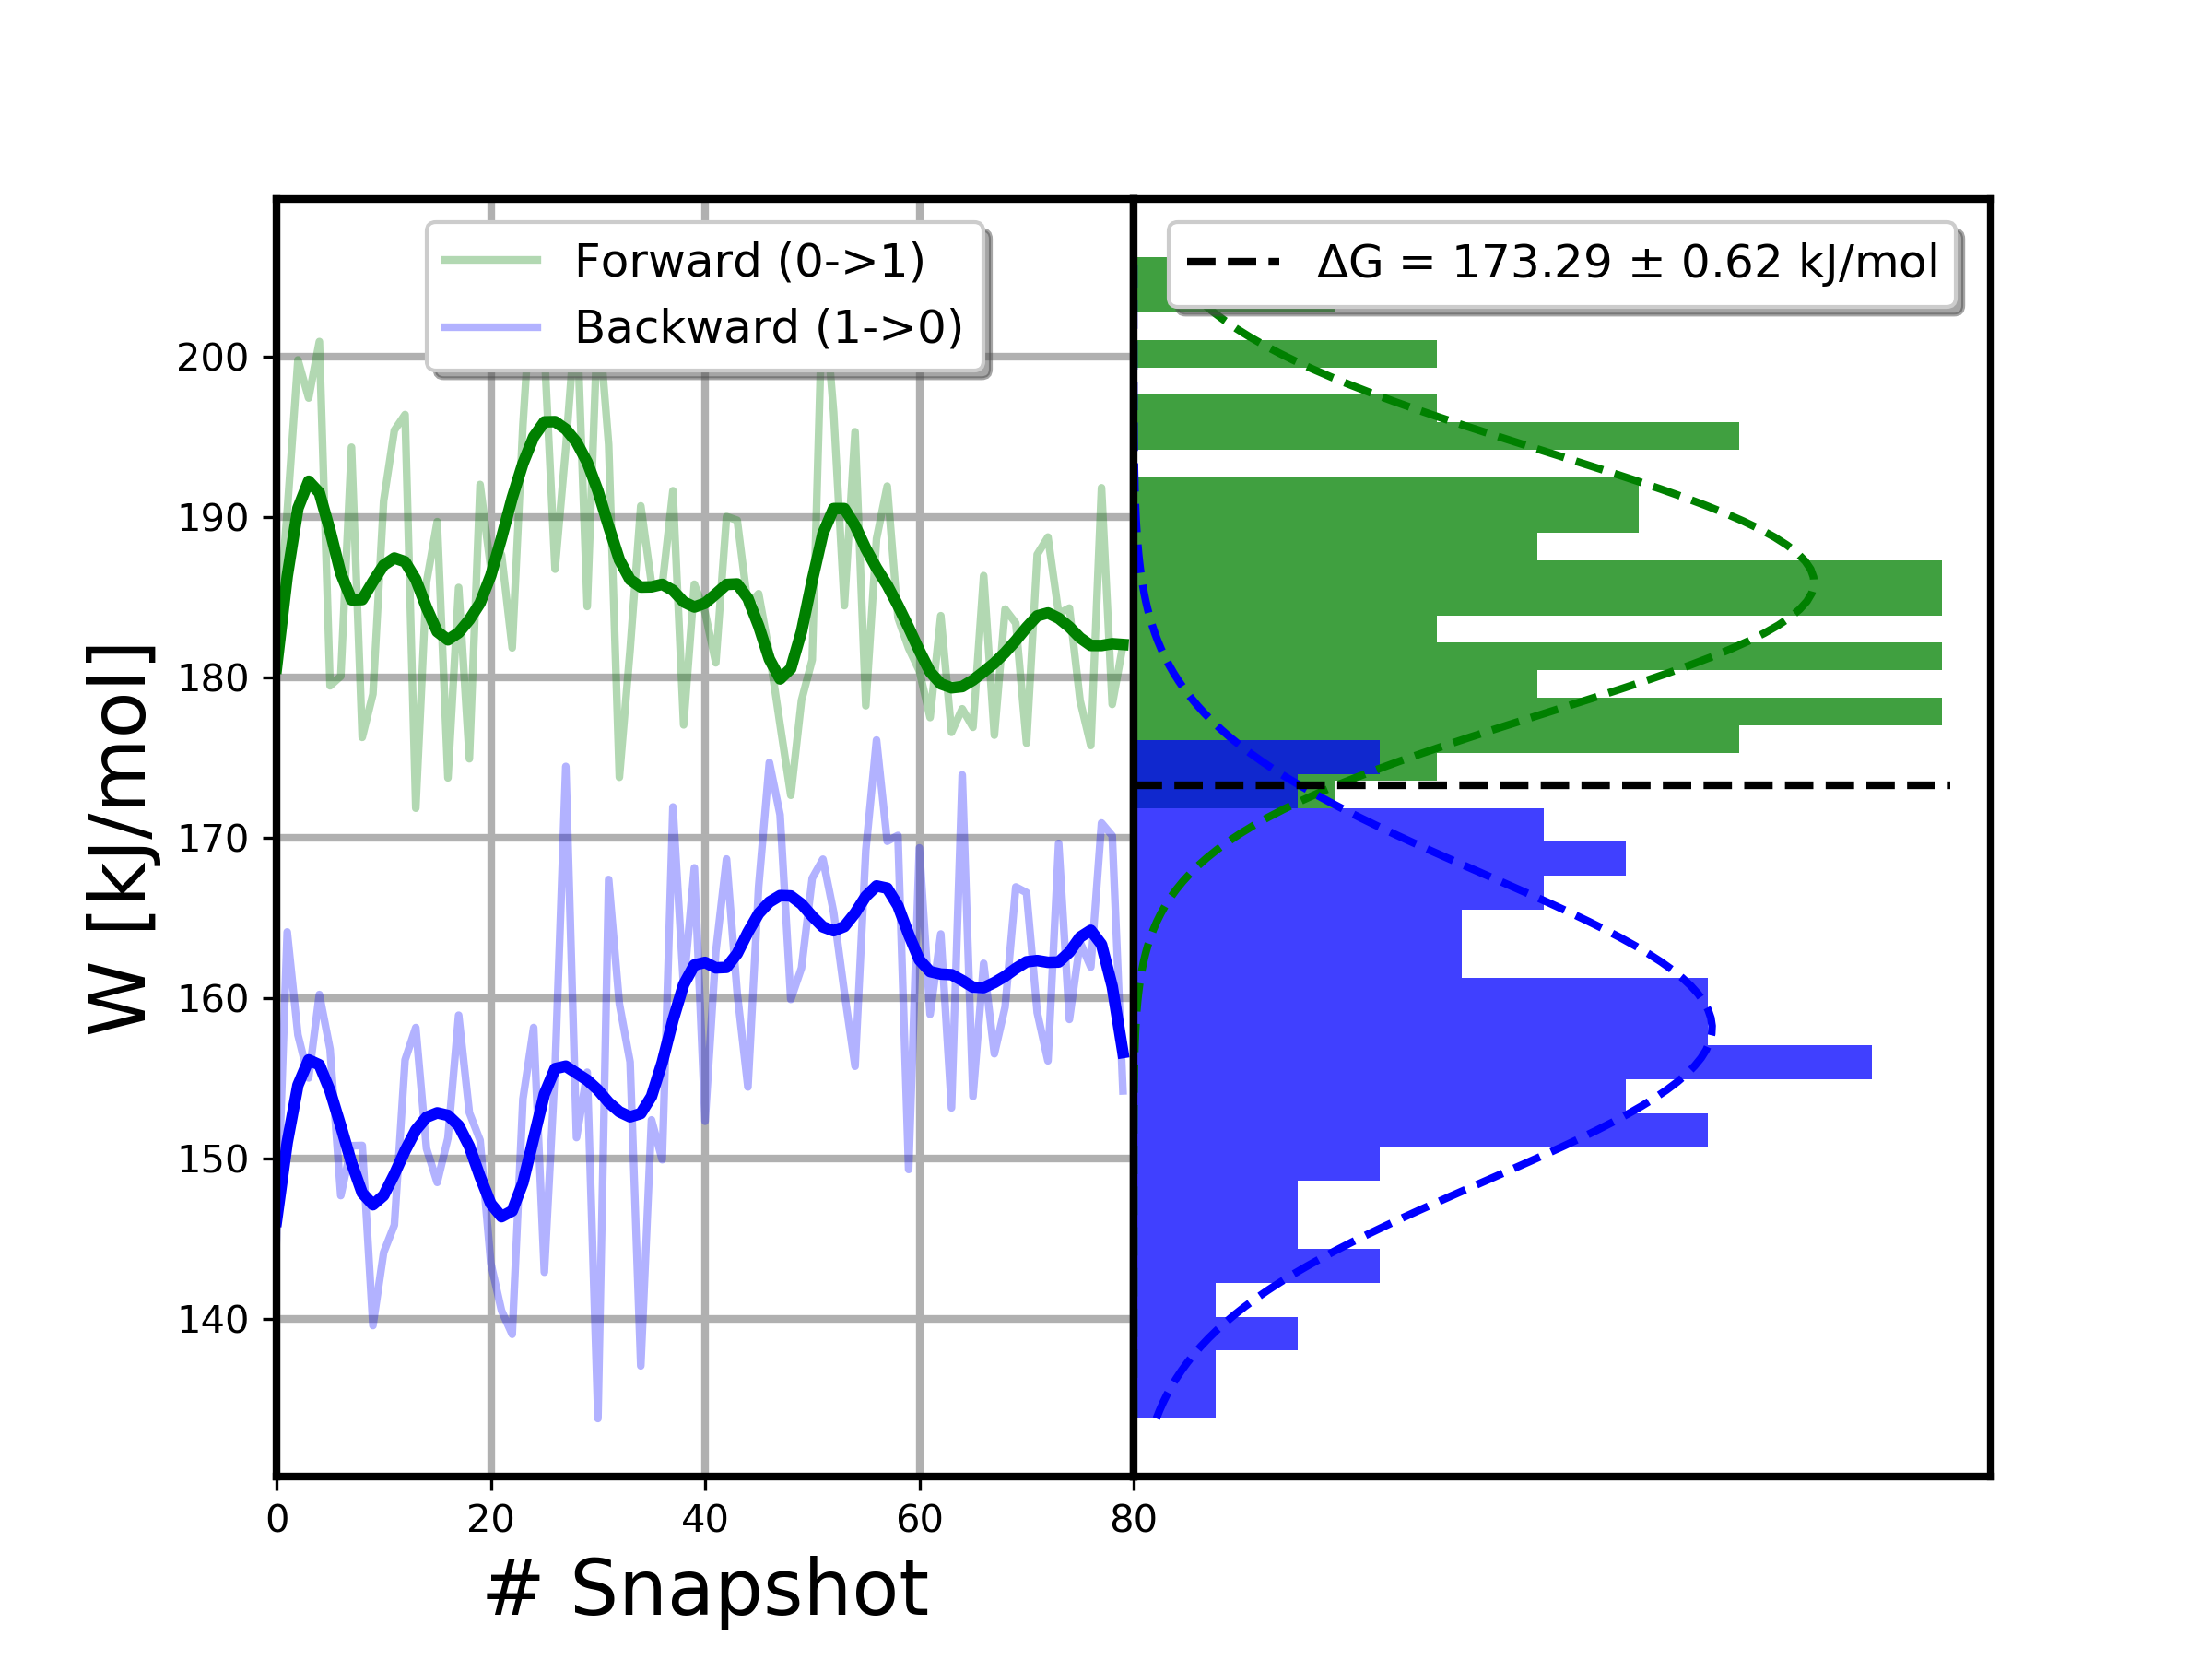 Forward (0->1)
Backward (1->0)
ΔG = 173.29 ± 0.62 kJ/mol
W [kJ/mol]
200
190
180
170
160
150
140
0 20 40 60 80
# Snapshot